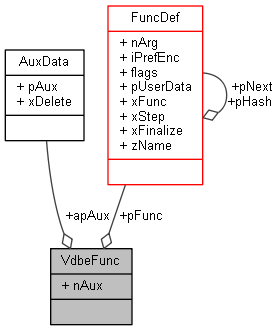 FuncDef
+ nArg
+ iPrefEnc
+ flags
+ pUserData
+ xFunc
+ xStep
+ xFinalize
+ zName
AuxData
+ pAux
+ xDelete
+pNext
+pHash
+apAux
+pFunc
VdbeFunc
+ nAux